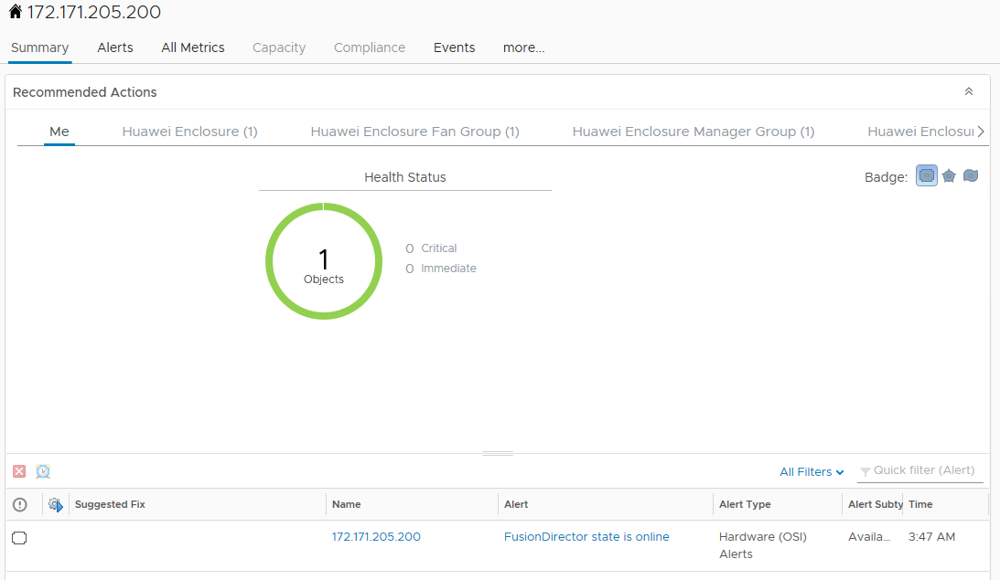 172.171.205.200
Summary Alerts All Metrics Capacity Compliance Events more...
Recommended Actions
Me Huawei Enclosure (1) Huawei Enclosure Fan Group (1) Huawei Enclosure Manager Group (1) Huawei Enclosu
Health Status
Badge:
1
Objects
0 Critical
0 Immediate
All Filters Quick filter (Alert)
Suggested Fix Name Alert Alert Type Alert Subty Time
172.171.205.200 FusionDirector state is online Hardware (OSI) Availa... 3:47 AM
Alerts